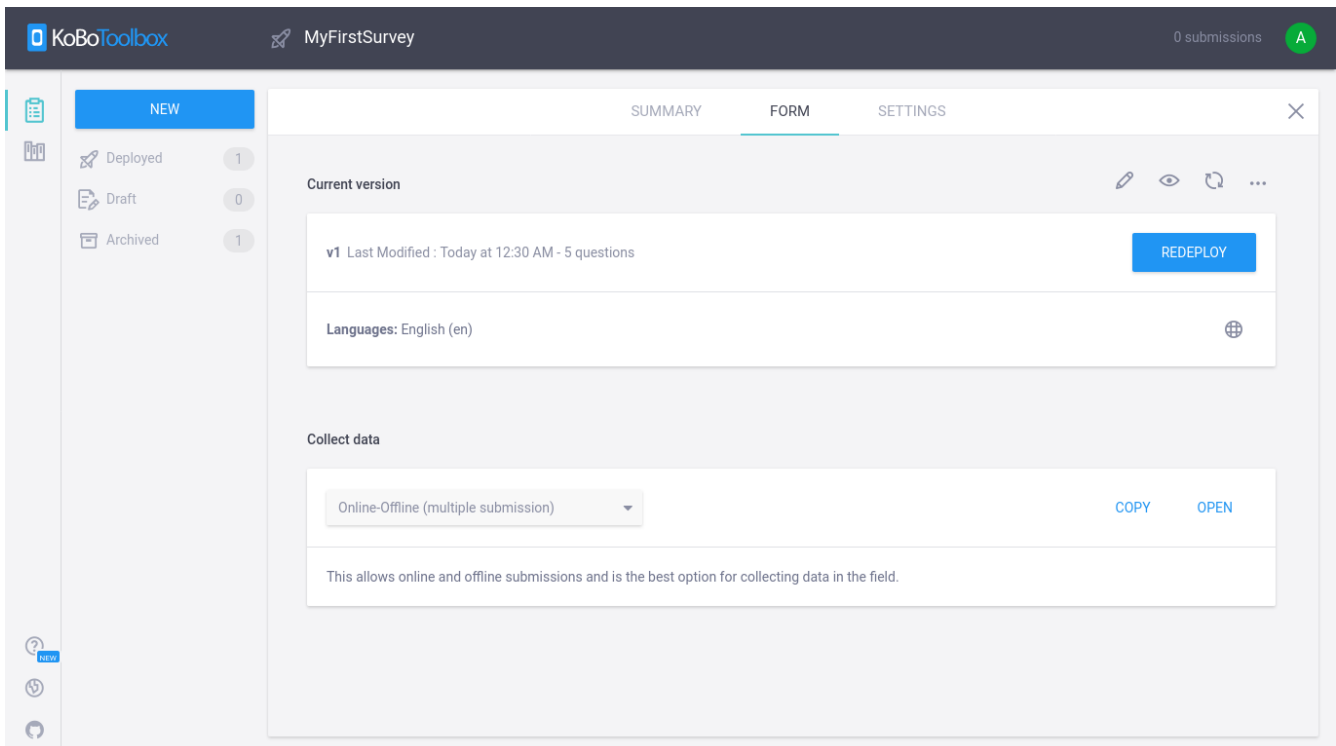 KoBoToolbox
MyFirstSurvey
0 submissions
A
NEW
Deployed 1
Draft 0
Archived 1
SUMMARY
FORM
SETTINGS
Current version
v1 Last Modified : Today at 12:30 AM - 5 questions
REDEPLOY
Languages: English (en)
Collect data
Online-Offline (multiple submission)
COPY
OPEN
This allows online and offline submissions and is the best option for collecting data in the field.
NEW